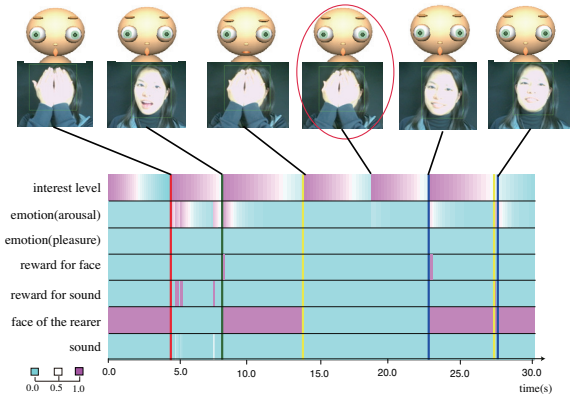 interest level
emotion(arousal)
emotion(pleasure)
reward for face
reward for sound
face of the rearer
sound
0.0 5.0 10.0 15.0 20.0 25.0 30.0
time(s)
0.0 0.5 1.0